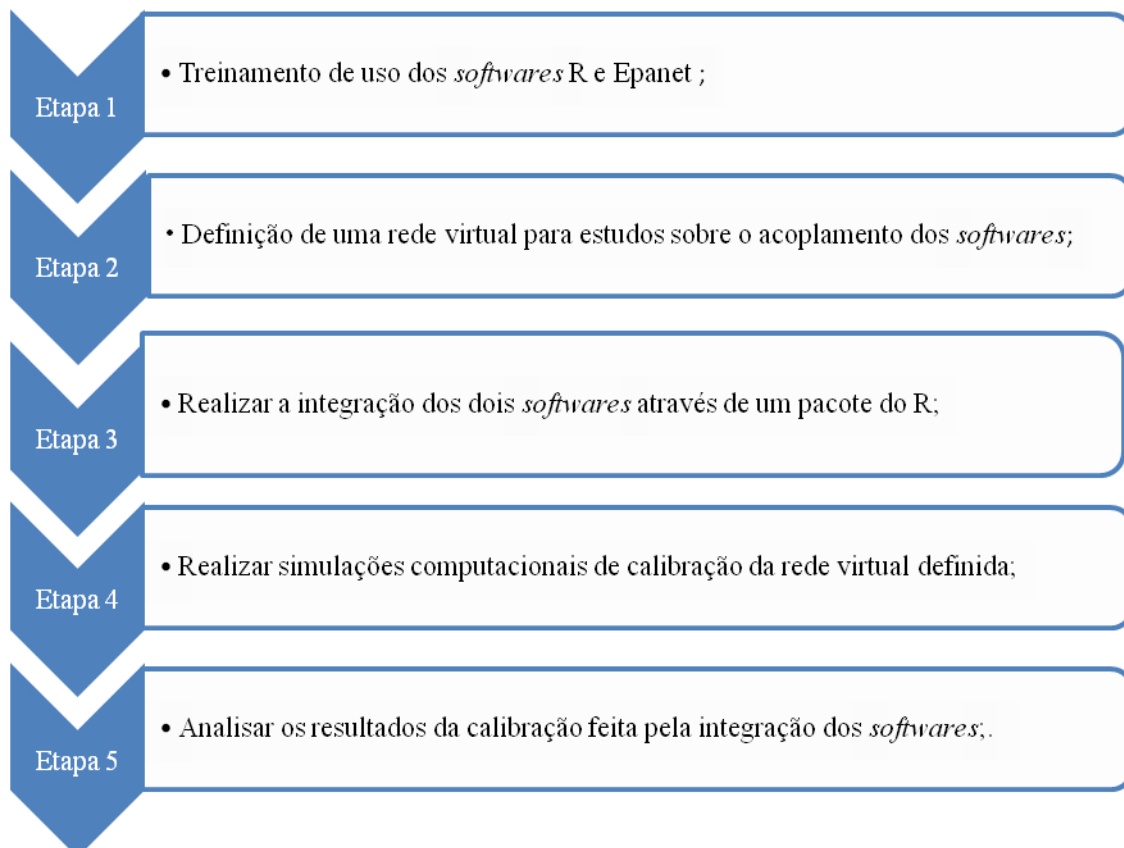 Etapa 1
• Treinamento de uso dos softwares R e Epanet ;
Etapa 2
• Definição de uma rede virtual para estudos sobre o acoplamento dos softwares;
Etapa 3
• Realizar a integração dos dois softwares através de um pacote do R;
Etapa 4
• Realizar simulações computacionais de calibração da rede virtual definida;
Etapa 5
• Analisar os resultados da calibração feita pela integração dos softwares;.